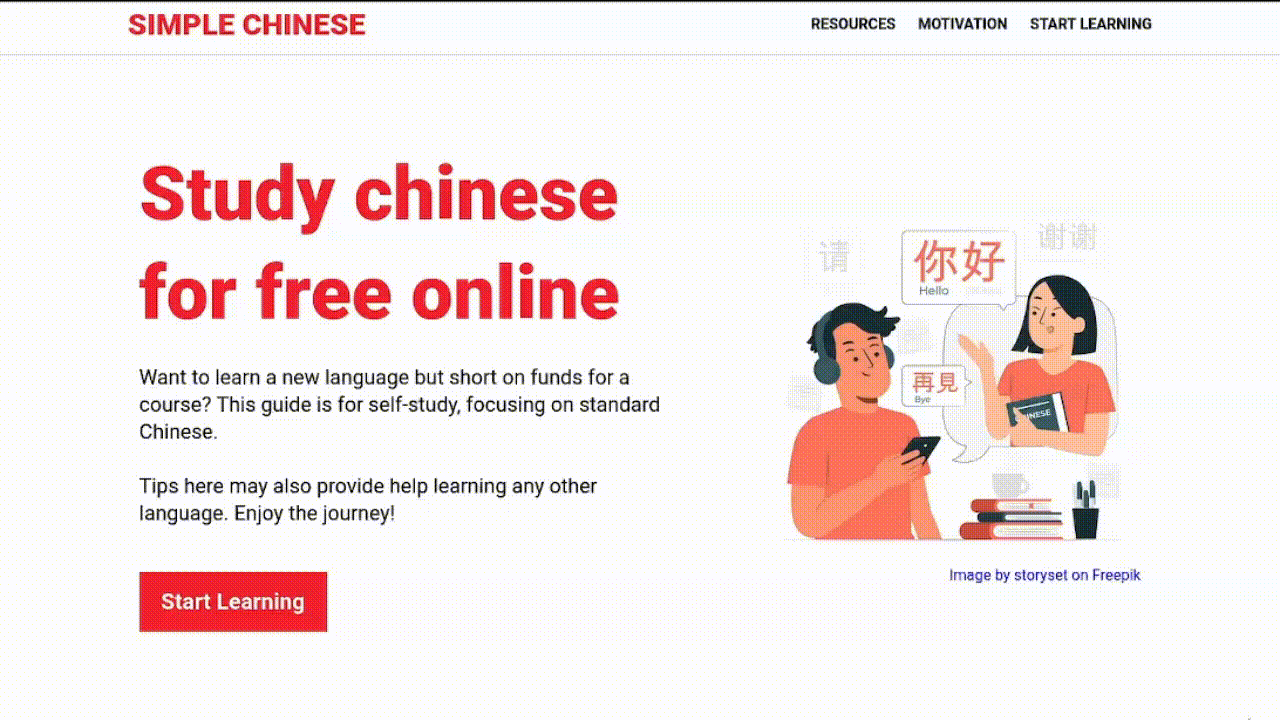 SIMPLE CHINESE
RESOURCES MOTIVATION START LEARNING
Study chinese
for free online
Want to learn a new language but short on funds for a
course? This guide is for self-study, focusing on standard
Chinese.
Tips here may also provide help learning any other
language. Enjoy the journey!
Start Learning
请
你好
Hello
谢谢
再見
Bye
Image by storyset on Freepik